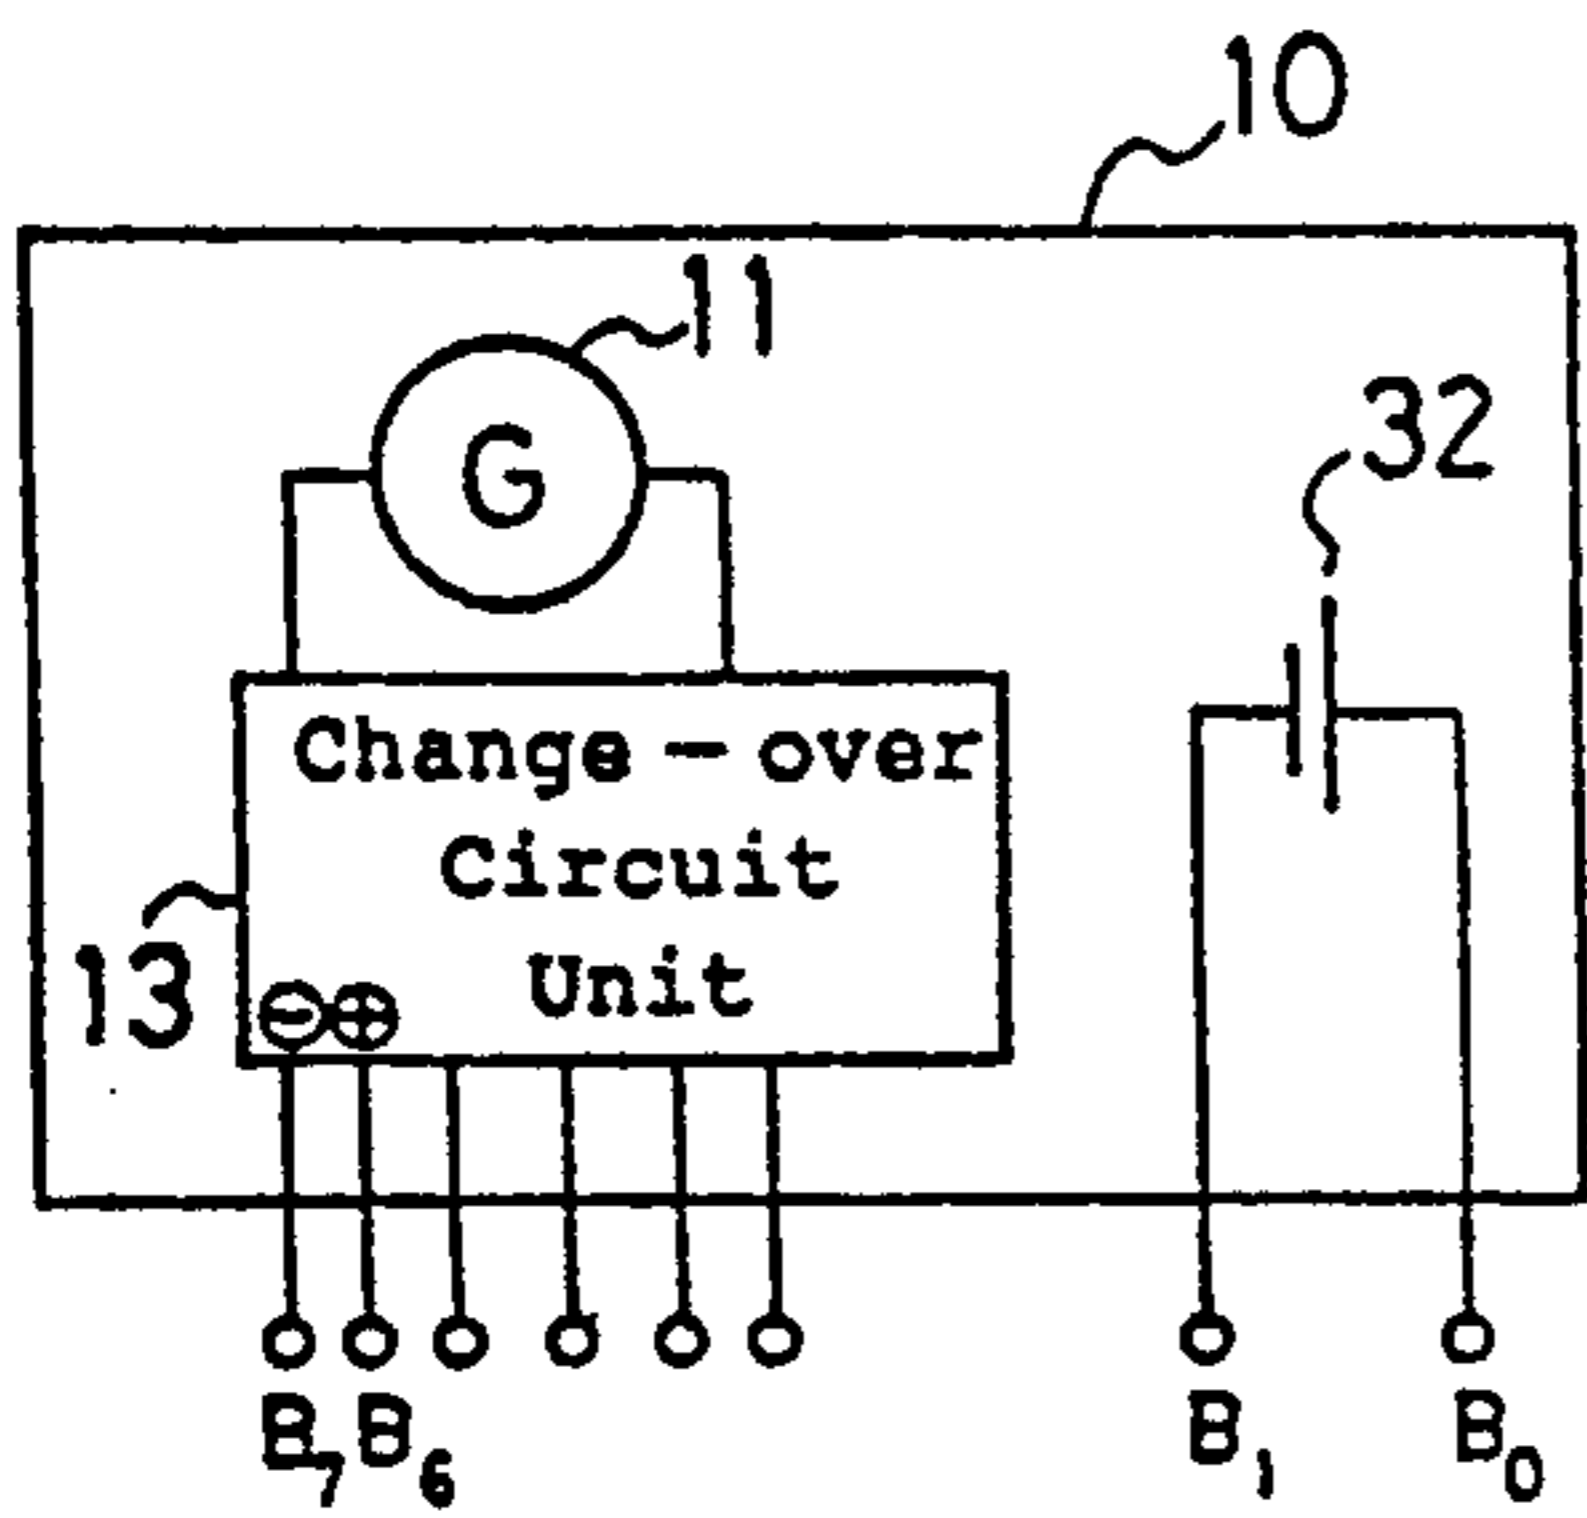 10
11
G
32
Change-over
Circuit
Unit
13
⊖⊕
B₇ B₆ B₁ B₀